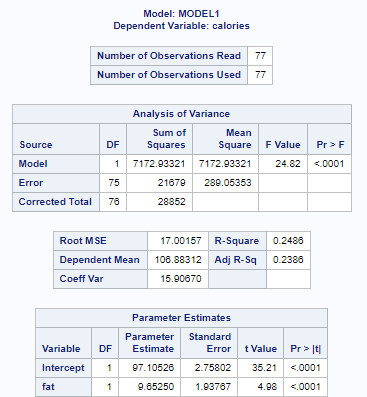 Model: MODEL1
Dependent Variable: calories
Number of Observations Read 77
Number of Observations Used 77
Analysis of Variance
Source DF Sum of Squares Mean Square F Value Pr > F
Model 1 7172.93321 7172.93321 24.82 <.0001
Error 75 21679 289.05353
Corrected Total 76 28852
Root MSE 17.00157 R-Square 0.2486
Dependent Mean 106.88312 Adj R-Sq 0.2386
Coeff Var 15.90670
Parameter Estimates
Variable DF Parameter Estimate Standard Error t Value Pr > |t|
Intercept 1 97.10526 2.75802 35.21 <.0001
fat 1 9.65250 1.93767 4.98 <.0001